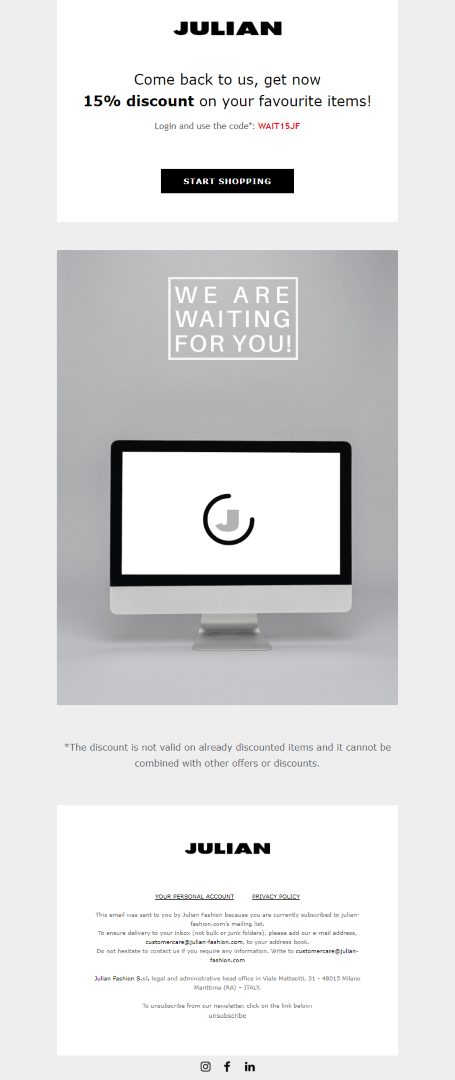 JULIAN
Come back to us, get now
15% discount on your favourite items!
Login and use the code*: WAIT15JF
START SHOPPING
WE ARE
WAITING
FOR YOU!
J
*The discount is not valid on already discounted items and it cannot be
combined with other offers or discounts.
JULIAN
YOUR PERSONAL ACCOUNT PRIVACY POLICY
This email was sent to you by Julian Fashion because you are currently subscribed to julian-
fashion.com's mailing list.
To ensure delivery to your inbox (not bulk or junk folders), please add our e-mail address,
customercare@julian-fashion.com, to your address book.
Do not hesitate to contact us if you require any information. Write to customercare@julian-
fashion.com
Julian Fashion S.r.l. legal and administrative head office in Viale Matteotti, 31 - 48015 Milano
Marittima (RA) – ITALY.
To unsubscribe from our newsletter, click on the link below:
unsubscribe